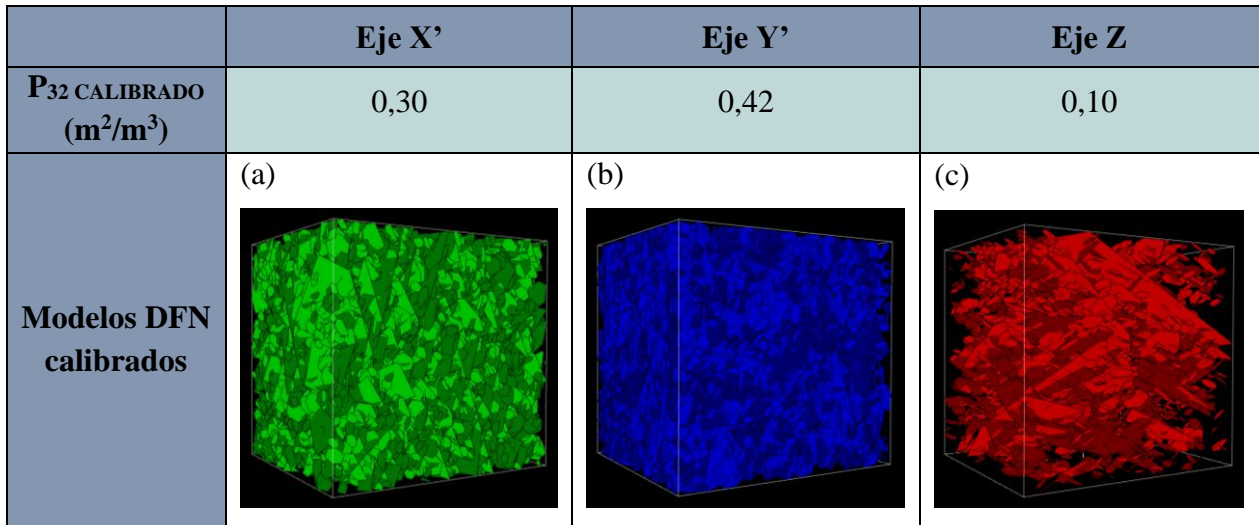 Eje X’ Eje Y’ Eje Z
P32 CALIBRADO
(m²/m³)
0,30 0,42 0,10
Modelos DFN
calibrados
(a) (b) (c)